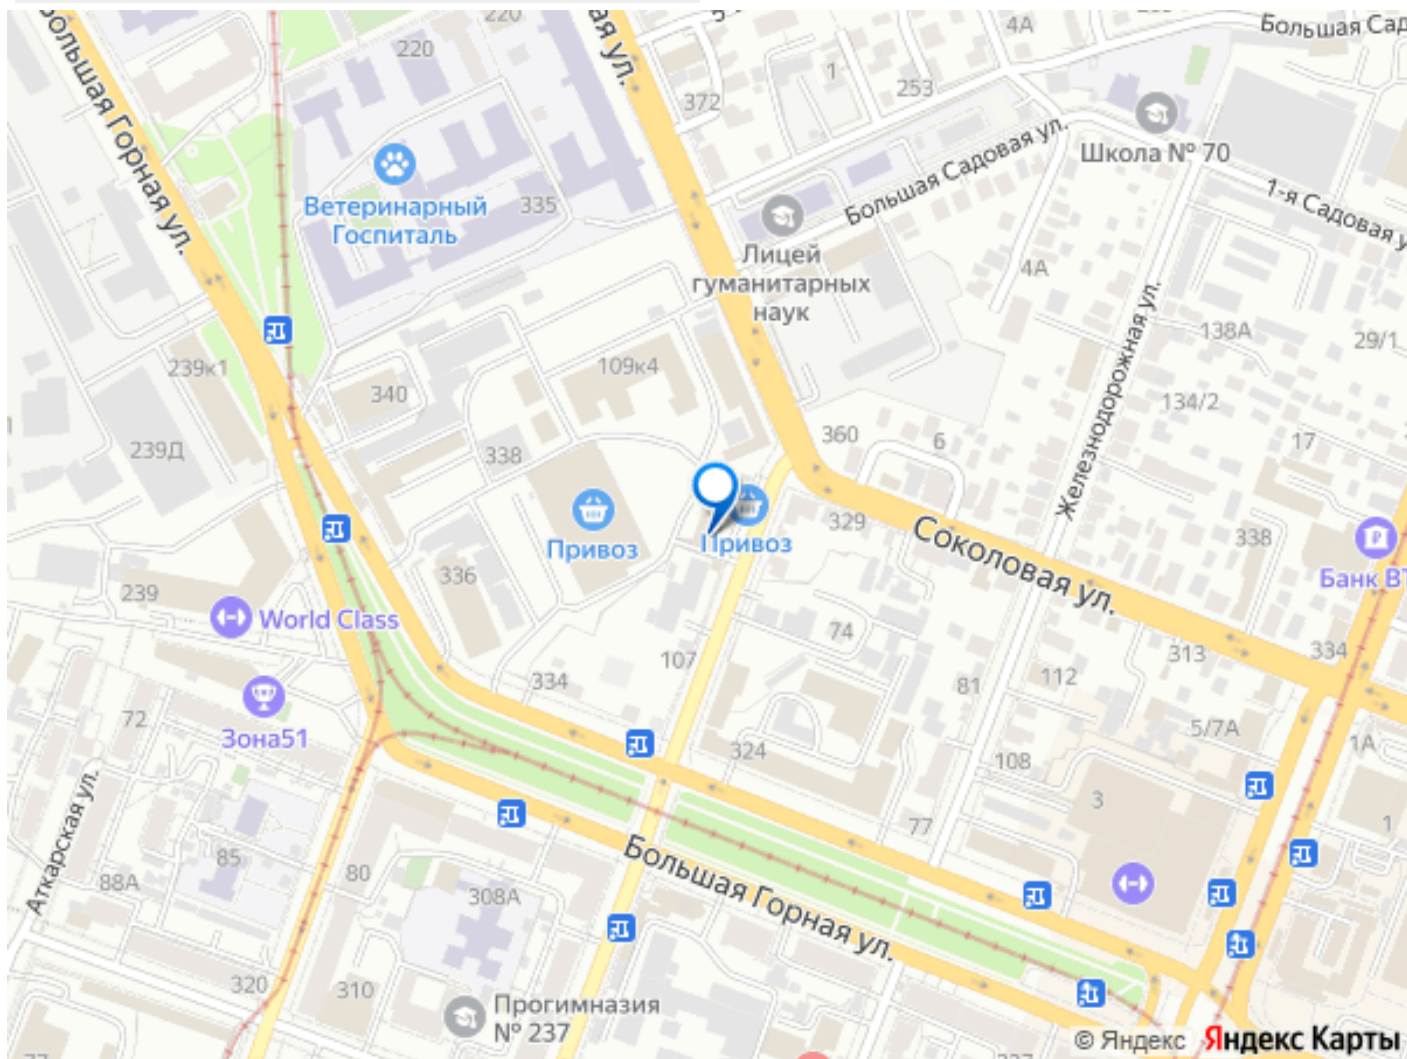 220
220
4А
Большая Сад
ая ул.
1
253
372
Большая Горная ул.
Школа № 70
Большая Садовая ул.
1-я Садовая у
Ветеринарный
Госпиталь
335
Лицей
гуманитарных
наук
4А
138А
29/1
239к1
109к4
340
Железнодорожная ул.
134/2
360
6
17
239Д
338
Привоз
Привоз
329
Соколовая ул.
338
Банк ВТ
336
239
World Class
74
107
313
334
334
81
112
72
Зона51
5/7А
1А
324
108
3
Аткарская ул.
77
1
85
80
88А
308А
Большая Горная ул.
320
310
Прогимназия
№ 237
© Яндекс Яндекс Карты